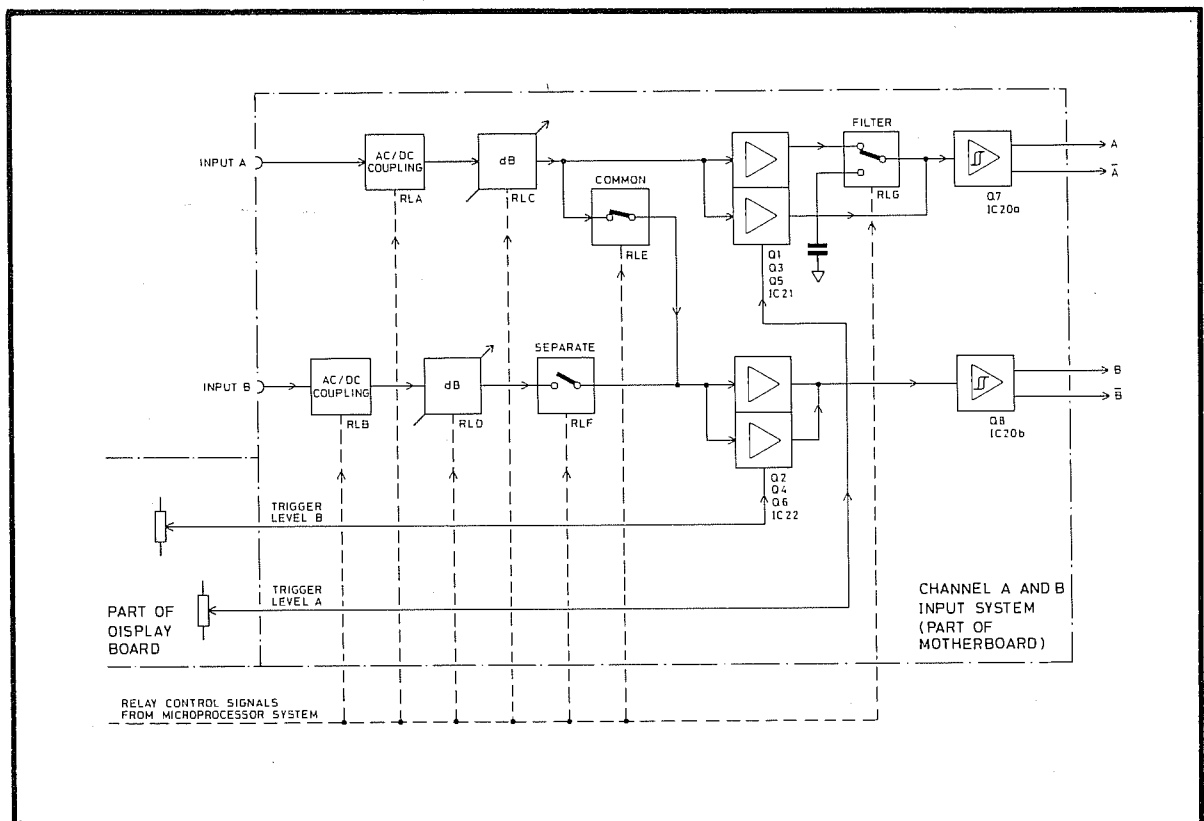 FILTER
INPUT A
AC/DC
COUPLING
RLA
dB
RLC
COMMON
RLE
RLG
Q1
Q3
Q5
IC21
Q7
IC20a
A
A̅
INPUT B
AC/DC
COUPLING
RLB
dB
RLD
SEPARATE
RLF
Q2
Q4
Q6
IC22
Q8
IC20b
B
B̅
TRIGGER
LEVEL B
TRIGGER
LEVEL A
PART OF
DISPLAY
BOARD
CHANNEL A AND B
INPUT SYSTEM
(PART OF
MOTHERBOARD)
RELAY CONTROL SIGNALS
FROM MICROPROCESSOR SYSTEM